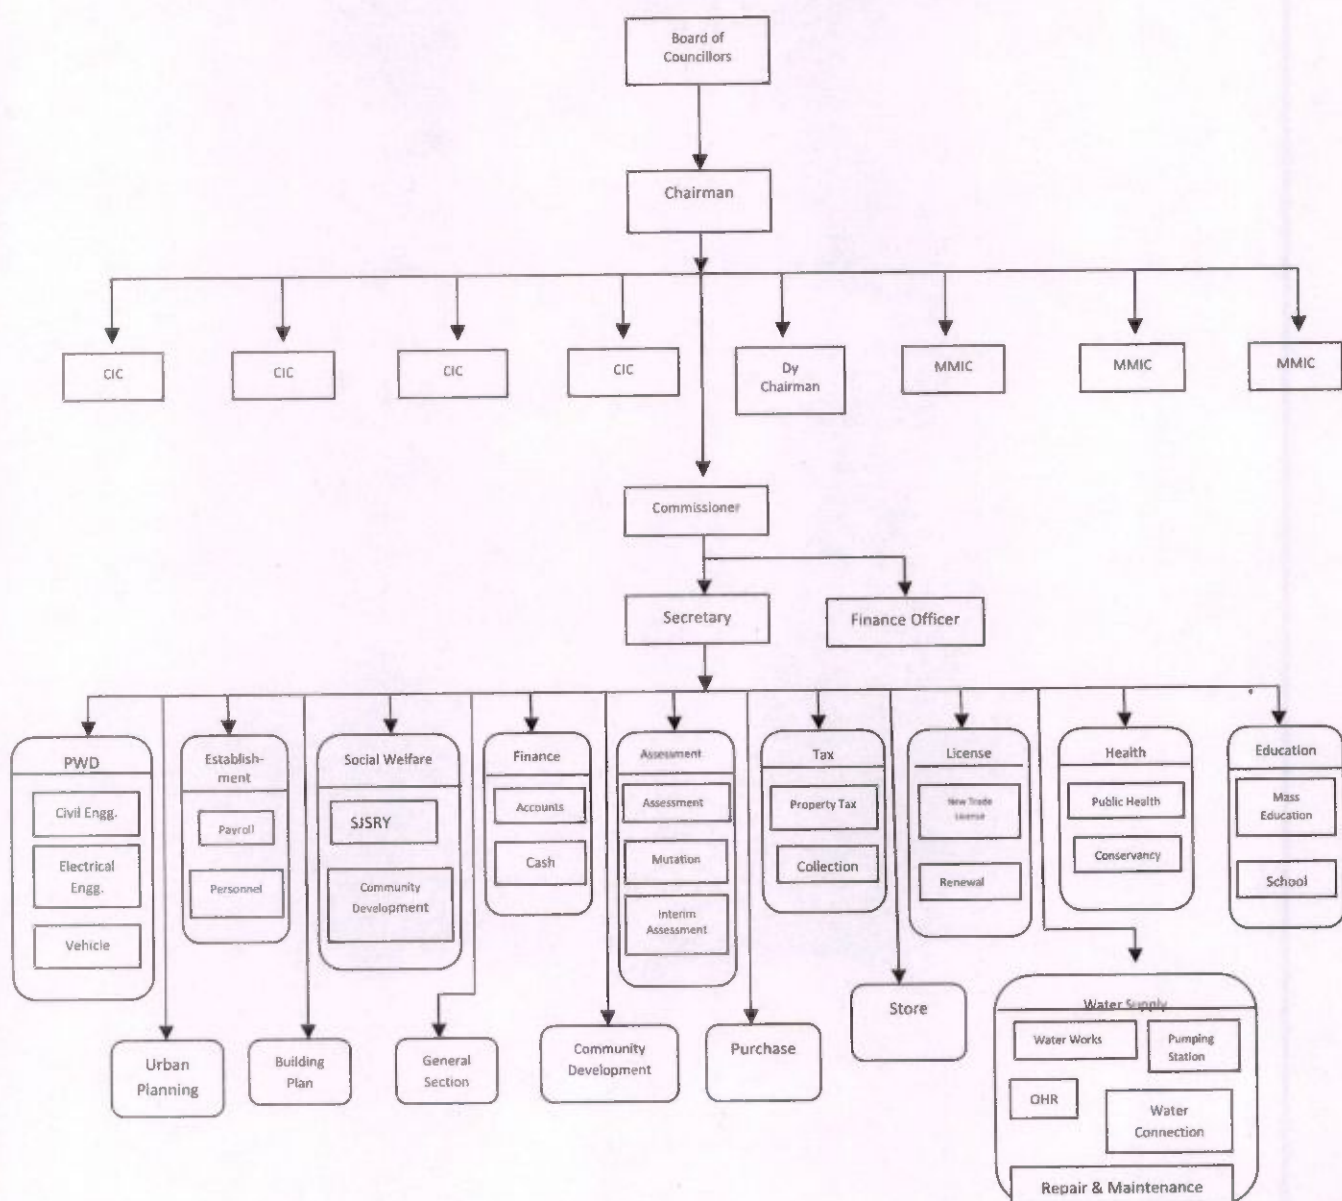 Board of
Councillors
Chairman
CIC
CIC
CIC
CIC
Dy
Chairman
MMIC
MMIC
MMIC
Commissioner
Secretary
Finance Officer
PWD
Civil Engg.
Electrical
Engg.
Vehicle
Establish-
ment
Payroll
Personnel
Social Welfare
SJSRY
Community
Development
Finance
Accounts
Cash
Assessment
Assessment
Mutation
Interim
Assessment
Tax
Property Tax
Collection
License
New Trade
License
Renewal
Health
Public Health
Conservancy
Education
Mass
Education
School
Urban
Planning
Building
Plan
General
Section
Community
Development
Purchase
Store
Water Supply
Water Works
Pumping
Station
OHR
Water
Connection
Repair & Maintenance